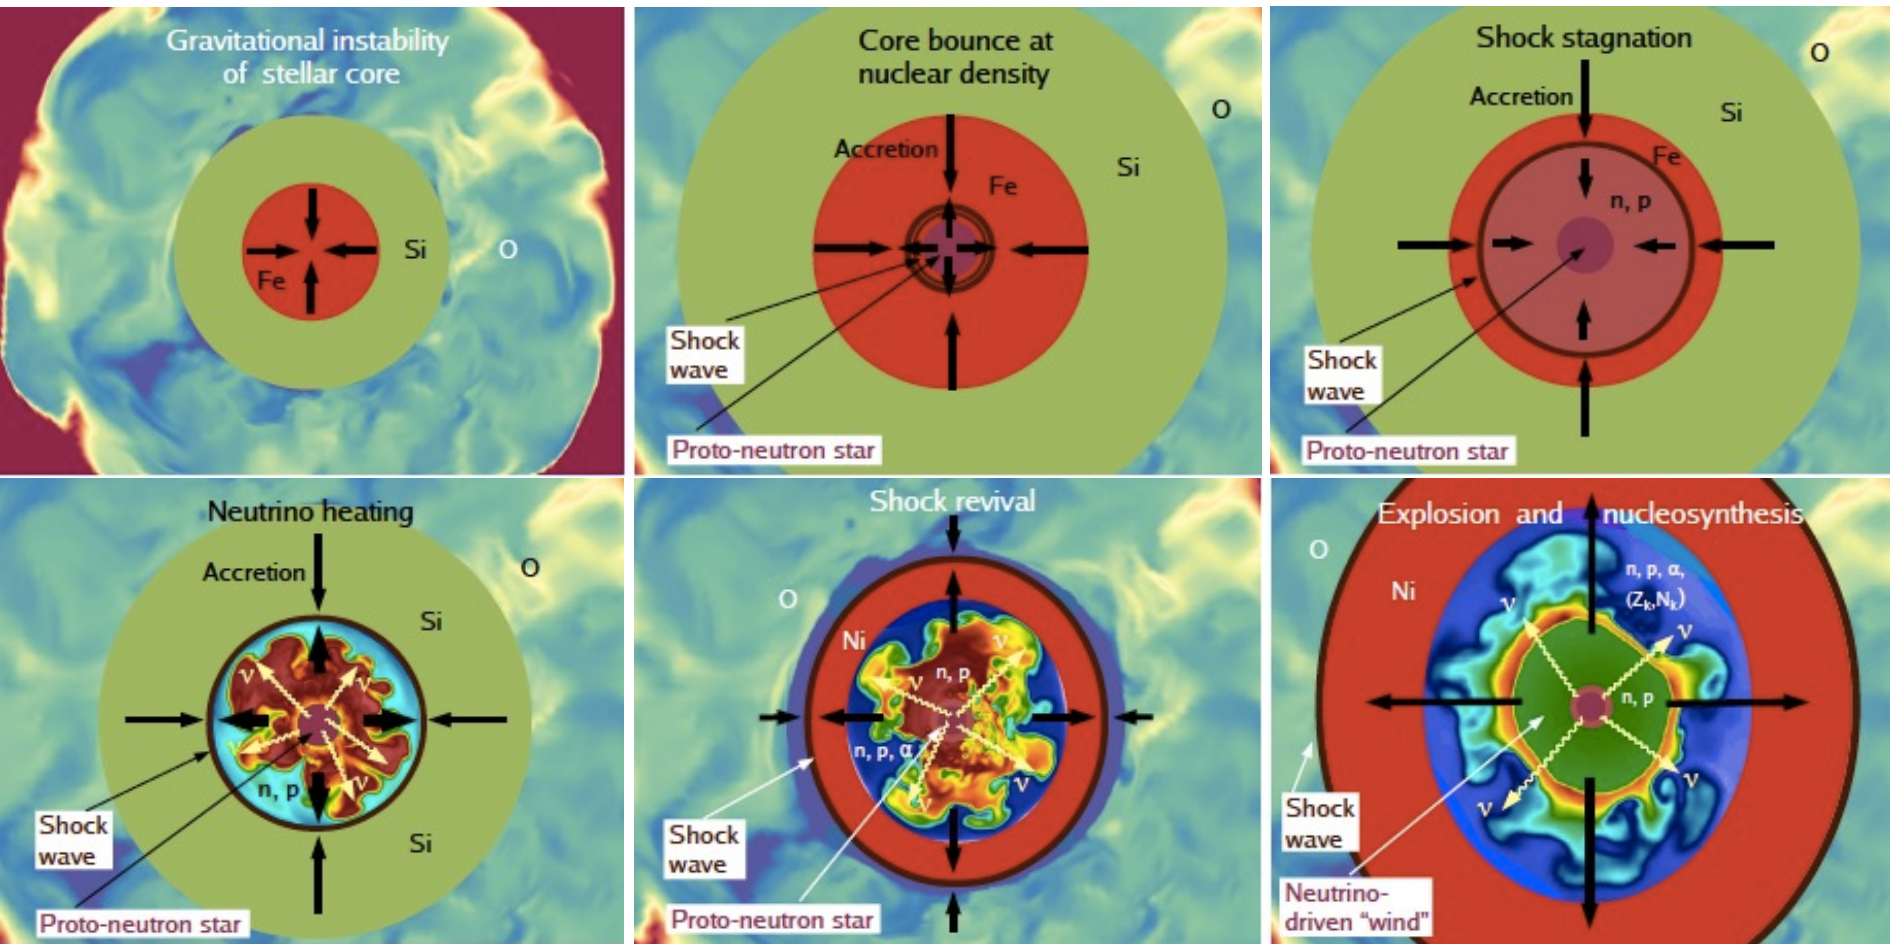 Gravitational instability
of stellar core
Si
O
Fe
Core bounce at
nuclear density
O
Accretion
Si
Fe
Shock
wave
Proto-neutron star
Shock stagnation
O
Accretion
Si
Fe
n, p
Shock
wave
Proto-neutron star
Neutrino heating
Accretion
O
Si
ν
ν
ν
ν
n, p
Shock
wave
Si
Proto-neutron star
Shock revival
O
Ni
ν
n, p
ν
n, p, α
ν
ν
Shock
wave
Proto-neutron star
Explosion and nucleosynthesis
O
n, p, α,
Ni
(Zₖ,Nₖ)
ν
ν
n, p
ν
ν
Shock
wave
Neutrino-
driven “wind”